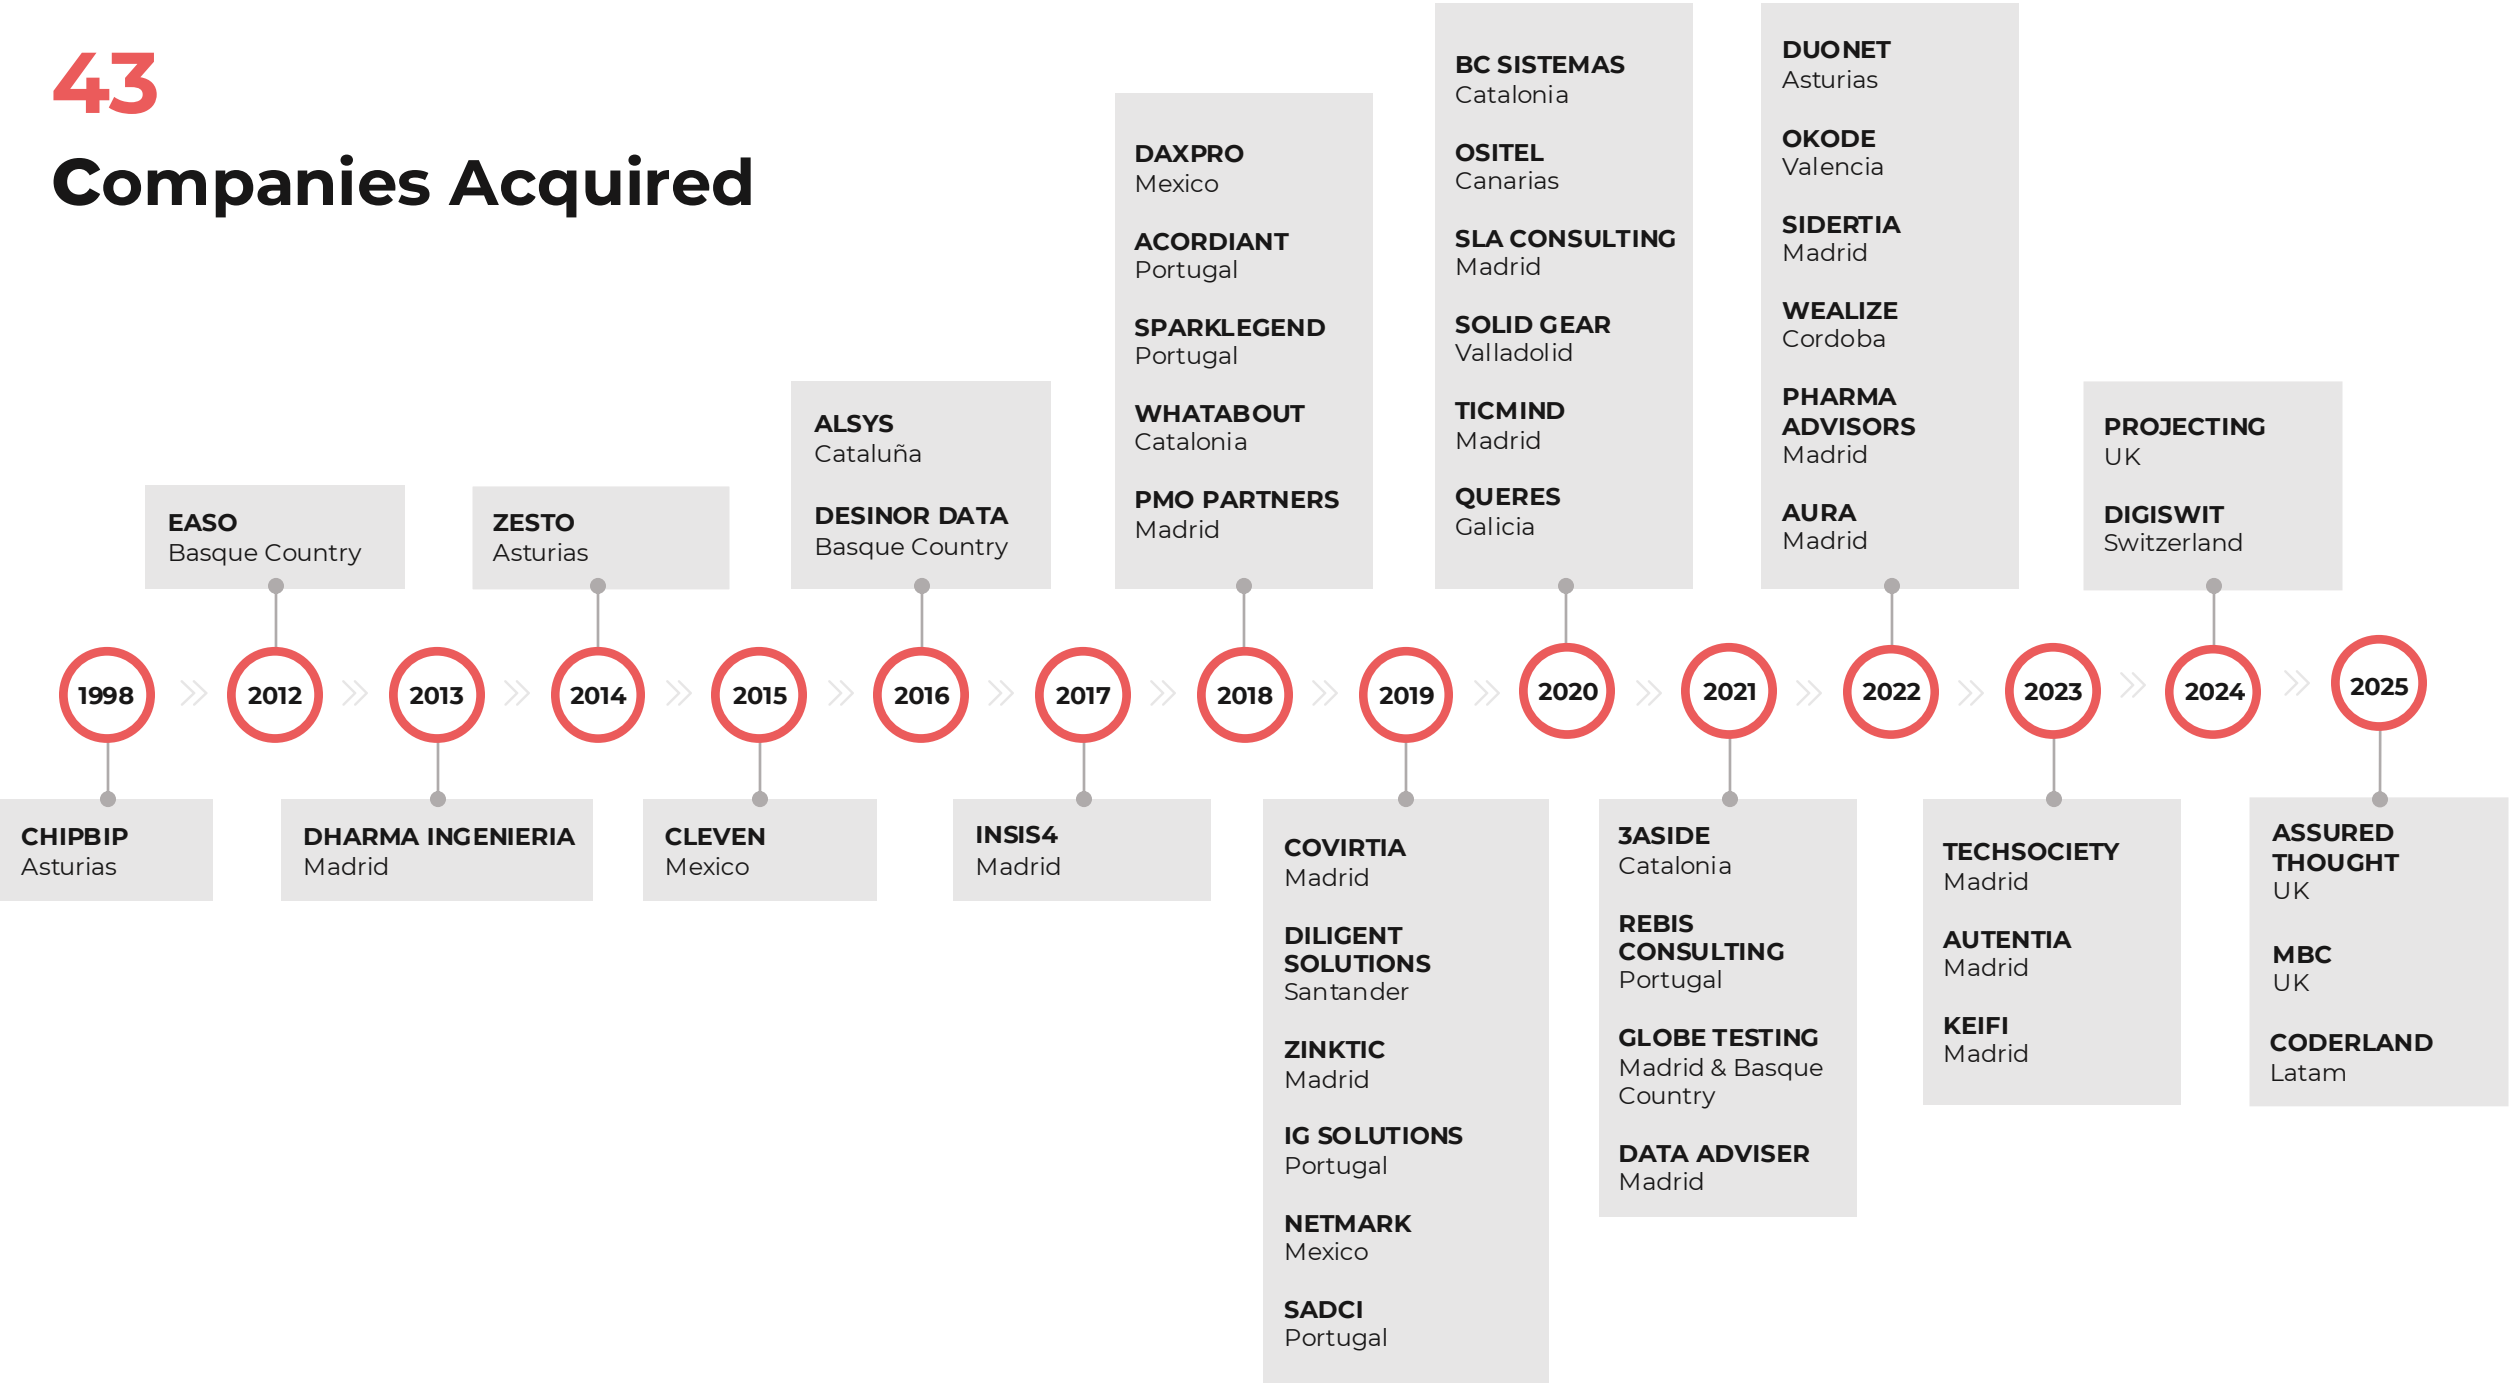 43
Companies Acquired
EASO
Basque Country
ZESTO
Asturias
ALSYS
Cataluña
DESINOR DATA
Basque Country
DAXPRO
Mexico
ACORDIANT
Portugal
SPARKLEGEND
Portugal
WHATABOUT
Catalonia
PMO PARTNERS
Madrid
BC SISTEMAS
Catalonia
OSITEL
Canarias
SLA CONSULTING
Madrid
SOLID GEAR
Valladolid
TICMIND
Madrid
QUERES
Galicia
DUONET
Asturias
OKODE
Valencia
SIDERTIA
Madrid
WEALIZE
Cordoba
PHARMA
ADVISORS
Madrid
AURA
Madrid
PROJECTING
UK
DIGISWIT
Switzerland
1998
2012
2013
2014
2015
2016
2017
2018
2019
2020
2021
2022
2023
2024
2025
CHIPBIP
Asturias
DHARMA INGENIERIA
Madrid
CLEVEN
Mexico
INSIS4
Madrid
COVIRTIA
Madrid
DILIGENT
SOLUTIONS
Santander
ZINKTIC
Madrid
IG SOLUTIONS
Portugal
NETMARK
Mexico
SADCI
Portugal
3ASIDE
Catalonia
REBIS
CONSULTING
Portugal
GLOBE TESTING
Madrid & Basque
Country
DATA ADVISER
Madrid
TECHSOCIETY
Madrid
AUTENTIA
Madrid
KEIFI
Madrid
ASSURED
THOUGHT
UK
MBC
UK
CODERLAND
Latam